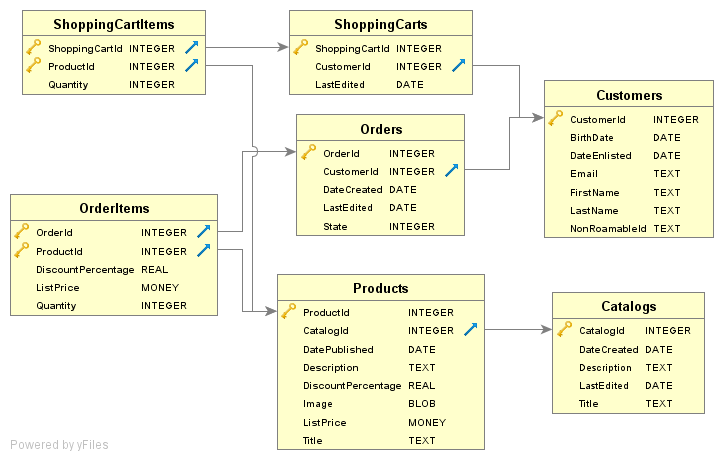 ShoppingCartItems
ShoppingCartId INTEGER
ProductId INTEGER
Quantity INTEGER
ShoppingCarts
ShoppingCartId INTEGER
CustomerId INTEGER
LastEdited DATE
Customers
CustomerId INTEGER
BirthDate DATE
DateEnlisted DATE
Email TEXT
FirstName TEXT
LastName TEXT
NonRoamableId TEXT
Orders
OrderId INTEGER
CustomerId INTEGER
DateCreated DATE
LastEdited DATE
State INTEGER
OrderItems
OrderId INTEGER
ProductId INTEGER
DiscountPercentage REAL
ListPrice MONEY
Quantity INTEGER
Products
ProductId INTEGER
CatalogId INTEGER
DatePublished DATE
Description TEXT
DiscountPercentage REAL
Image BLOB
ListPrice MONEY
Title TEXT
Catalogs
CatalogId INTEGER
DateCreated DATE
Description TEXT
LastEdited DATE
Title TEXT
Powered by yFiles